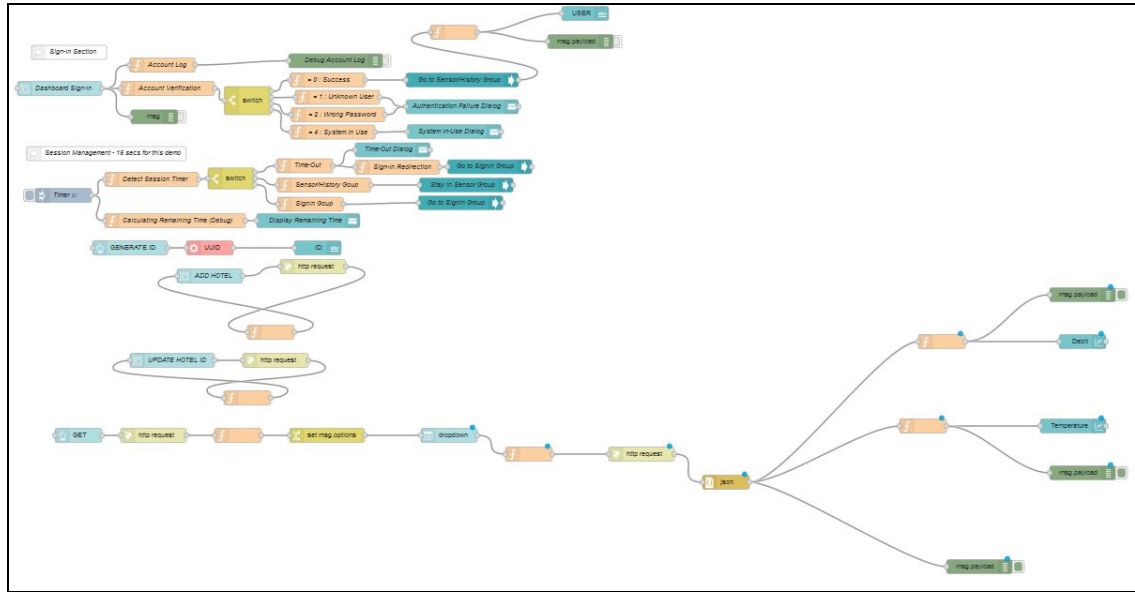 USER
msg.payload
Sign-in Section
Account Log
Debug Account Log
Dashboard Sign-In
Account Verification
switch
= 0 : Success
Go to Sensor/History Group
= 1 : Unknown User
Authentication Failure Dialog
= 2 : Wrong Password
msg
= 4 : System in Use
System in-Use Dialog
Session Management - 15 secs for this demo
Time-Out Dialog
Time-Out
Sign-in Redirection
Go to Signin Group
Detect Session Timer
switch
Sensor/History Goup
Stay in Sensor Group
Timer ↻
Signin Goup
Go to Signin Group
Calculating Remaining Time (Debug)
Display Remaining Time
GENERATE ID
UUID
ID
ADD HOTEL
http request
UPDATE HOTEL ID
http request
GET
http request
set msg.options
dropdown
http request
json
msg.payload
Debit
Temperature
msg.payload
msg.payload